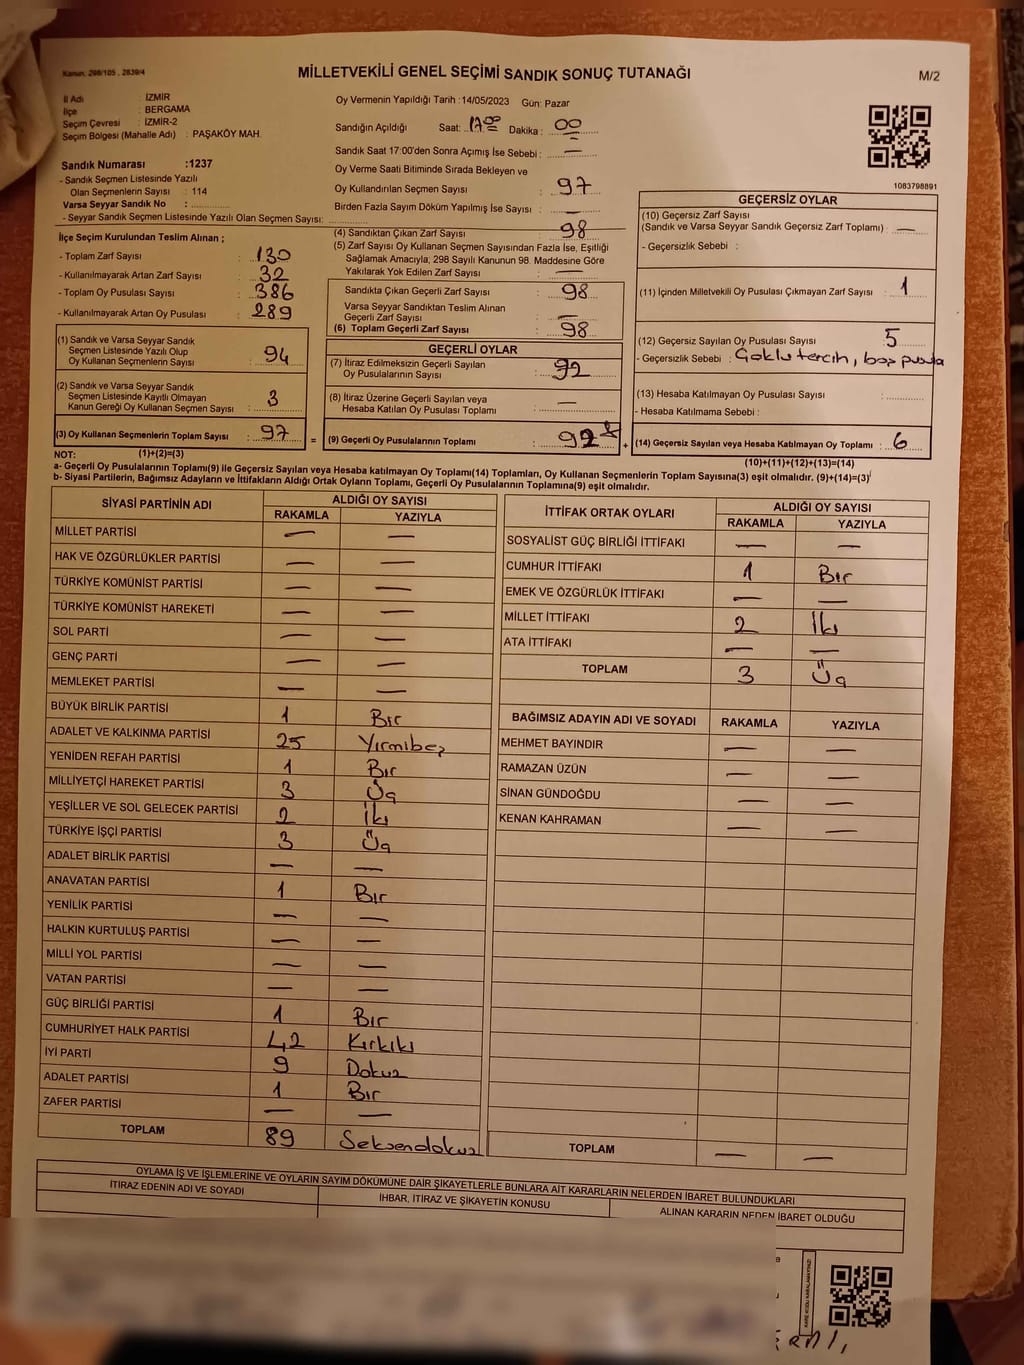 Kanun: 298/105 , 2839/4
MİLLETVEKİLİ GENEL SEÇİMİ SANDIK SONUÇ TUTANAĞI
M/2
İl Adı : İZMİR
İlçe : BERGAMA
Seçim Çevresi : İZMİR-2
Seçim Bölgesi (Mahalle Adı) : PAŞAKÖY MAH.
Sandık Numarası :1237
- Sandık Seçmen Listesinde Yazılı
Olan Seçmenlerin Sayısı : 114
Varsa Seyyar Sandık No :
- Seyyar Sandık Seçmen Listesinde Yazılı Olan Seçmen Sayısı:
İlçe Seçim Kurulundan Teslim Alınan ;
- Toplam Zarf Sayısı : 130
- Kullanılmayarak Artan Zarf Sayısı : 32
- Toplam Oy Pusulası Sayısı : 386
- Kullanılmayarak Artan Oy Pusulası : 289
(1) Sandık ve Varsa Seyyar Sandık
Seçmen Listesinde Yazılı Olup
Oy Kullanan Seçmenlerin Sayısı : 94
(2) Sandık ve Varsa Seyyar Sandık
Seçmen Listesinde Kayıtlı Olmayan
Kanun Gereği Oy Kullanan Seçmen Sayısı : 3
(3) Oy Kullanan Seçmenlerin Toplam Sayısı : 97
Oy Vermenin Yapıldığı Tarih : 14/05/2023 Gün: Pazar
Sandığın Açıldığı Saat: 17:00 Dakika : 00
Sandık Saat 17:00'den Sonra Açımış İse Sebebi : —
Oy Verme Saati Bitiminde Sırada Bekleyen ve
Oy Kullandırılan Seçmen Sayısı : 97
Birden Fazla Sayım Döküm Yapılmış İse Sayısı : —
(4) Sandıktan Çıkan Zarf Sayısı : 98
(5) Zarf Sayısı Oy Kullanan Seçmen Sayısından Fazla İse, Eşitliği
Sağlamak Amacıyla; 298 Sayılı Kanunun 98. Maddesine Göre
Yakılarak Yok Edilen Zarf Sayısı : —
Sandıkta Çıkan Geçerli Zarf Sayısı : 98
Varsa Seyyar Sandıktan Teslim Alınan
Geçerli Zarf Sayısı : —
(6) Toplam Geçerli Zarf Sayısı : 98
GEÇERLİ OYLAR
(7) İtiraz Edilmeksizin Geçerli Sayılan
Oy Pusulalarının Sayısı : 92
(8) İtiraz Üzerine Geçerli Sayılan veya
Hesaba Katılan Oy Pusulası Toplamı : —
= (9) Geçerli Oy Pusulalarının Toplamı : 92
1083798891
GEÇERSİZ OYLAR
(10) Geçersiz Zarf Sayısı
(Sandık ve Varsa Seyyar Sandık Geçersiz Zarf Toplamı) : —
- Geçersizlik Sebebi :
(11) İçinden Milletvekili Oy Pusulası Çıkmayan Zarf Sayısı : 1
(12) Geçersiz Sayılan Oy Pusulası Sayısı : 5
- Geçersizlik Sebebi : Çoklu tercih, boş pusula
(13) Hesaba Katılmayan Oy Pusulası Sayısı :
- Hesaba Katılmama Sebebi :
+ (14) Geçersiz Sayılan veya Hesaba Katılmayan Oy Toplamı : 6
NOT: (1)+(2)=(3) (10)+(11)+(12)+(13)=(14)
a- Geçerli Oy Pusulalarının Toplamı(9) ile Geçersiz Sayılan veya Hesaba katılmayan Oy Toplamı(14) Toplamları, Oy Kullanan Seçmenlerin Toplam Sayısına(3) eşit olmalıdır. (9)+(14)=(3)
b- Siyasi Partilerin, Bağımsız Adayların ve İttifakların Aldığı Ortak Oyların Toplamı, Geçerli Oy Pusulalarının Toplamına(9) eşit olmalıdır.
SİYASİ PARTİNİN ADI ALDIĞI OY SAYISI
RAKAMLA YAZIYLA
MİLLET PARTİSİ — —
HAK VE ÖZGÜRLÜKLER PARTİSİ — —
TÜRKİYE KOMÜNİST PARTİSİ — —
TÜRKİYE KOMÜNİST HAREKETİ — —
SOL PARTİ — —
GENÇ PARTİ — —
MEMLEKET PARTİSİ — —
BÜYÜK BİRLİK PARTİSİ 1 Bir
ADALET VE KALKINMA PARTİSİ 25 Yirmibeş
YENİDEN REFAH PARTİSİ 1 Bir
MİLLİYETÇİ HAREKET PARTİSİ 3 Üç
YEŞİLLER VE SOL GELECEK PARTİSİ 2 İki
TÜRKİYE İŞÇİ PARTİSİ 3 Üç
ADALET BİRLİK PARTİSİ — —
ANAVATAN PARTİSİ 1 Bir
YENİLİK PARTİSİ — —
HALKIN KURTULUŞ PARTİSİ — —
MİLLİ YOL PARTİSİ — —
VATAN PARTİSİ — —
GÜÇ BİRLİĞİ PARTİSİ 1 Bir
CUMHURİYET HALK PARTİSİ 42 Kırkiki
İYİ PARTİ 9 Dokuz
ADALET PARTİSİ 1 Bir
ZAFER PARTİSİ — —
TOPLAM 89 Seksendokuz
İTTİFAK ORTAK OYLARI ALDIĞI OY SAYISI
RAKAMLA YAZIYLA
SOSYALİST GÜÇ BİRLİĞİ İTTİFAKI — —
CUMHUR İTTİFAKI 1 Bir
EMEK VE ÖZGÜRLÜK İTTİFAKI — —
MİLLET İTTİFAKI 2 İki
ATA İTTİFAKI — —
TOPLAM 3 Üç
BAĞIMSIZ ADAYIN ADI VE SOYADI RAKAMLA YAZIYLA
MEHMET BAYINDIR — —
RAMAZAN ÜZÜN — —
SİNAN GÜNDOĞDU — —
KENAN KAHRAMAN — —
TOPLAM — —
OYLAMA İŞ VE İŞLEMLERİNE VE OYLARIN SAYIM DÖKÜMÜNE DAİR ŞİKAYETLERLE BUNLARA AİT KARARLARIN NELERDEN İBARET BULUNDUKLARI
İTİRAZ EDENİN ADI VE SOYADI İHBAR, İTİRAZ VE ŞİKAYETİN KONUSU ALINAN KARARIN NEDEN İBARET OLDUĞU